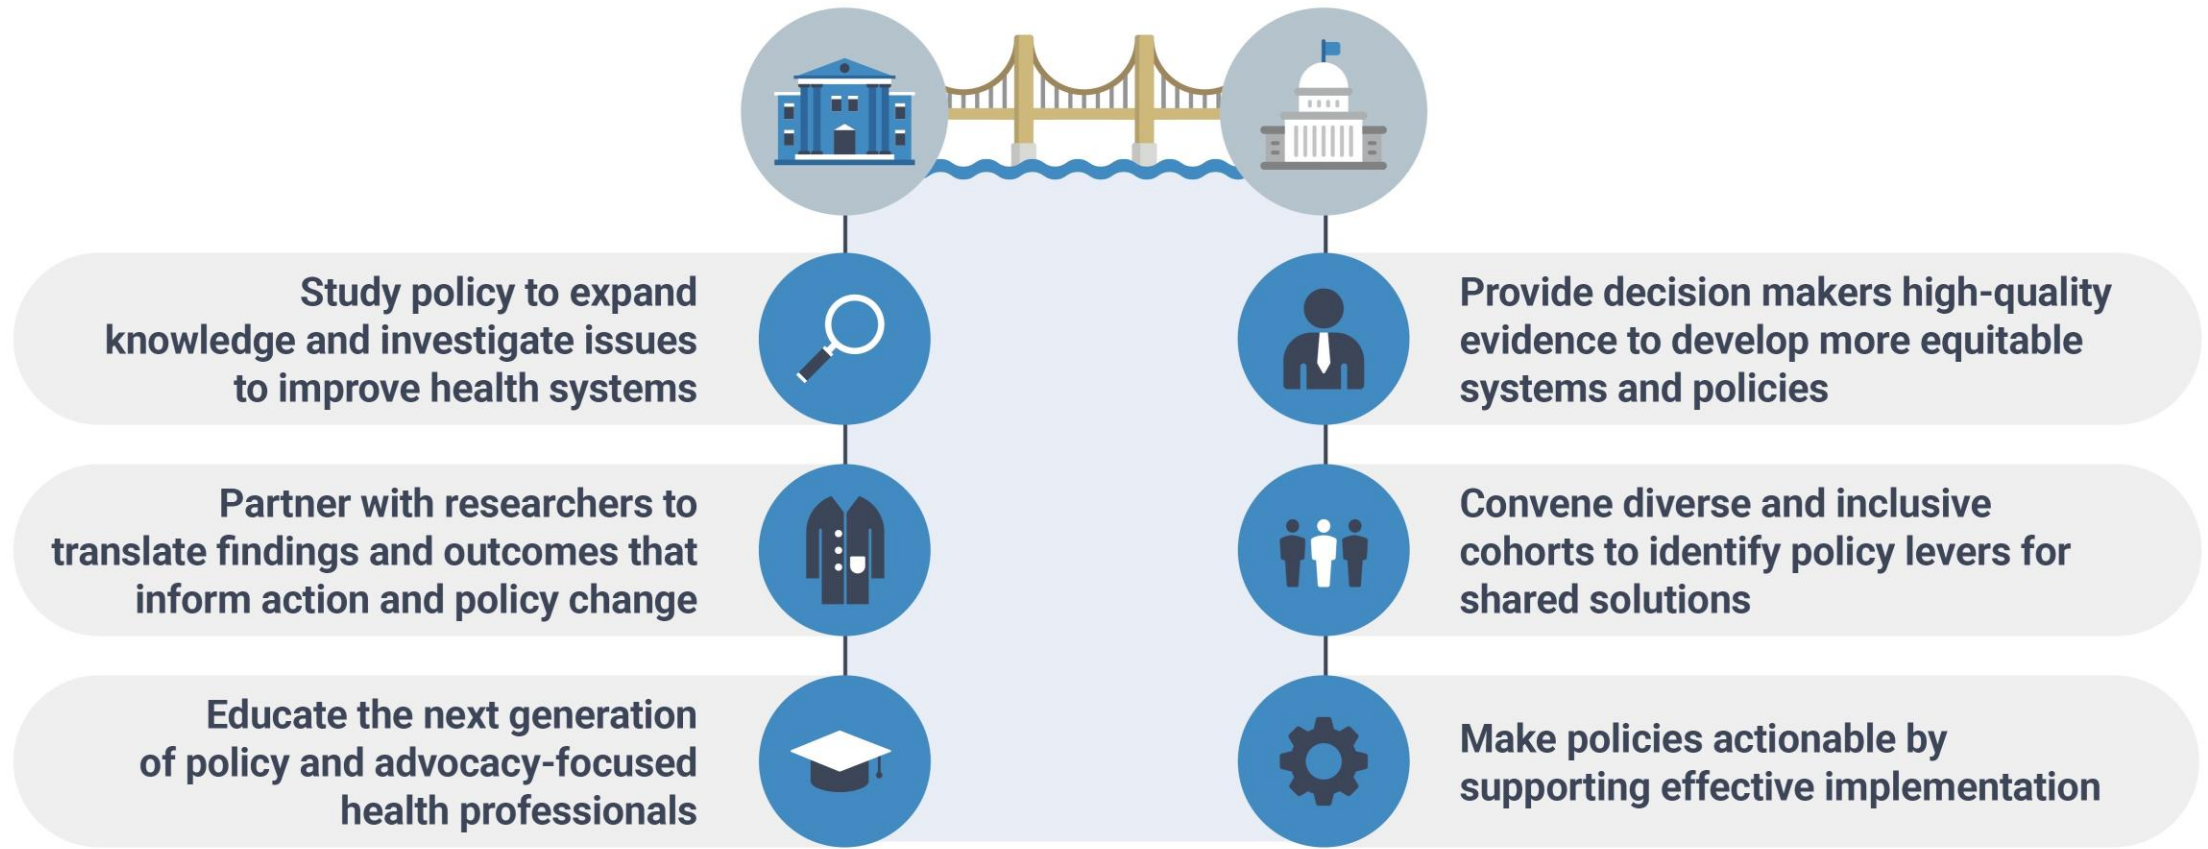 Study policy to expand
knowledge and investigate issues
to improve health systems
Partner with researchers to
translate findings and outcomes that
inform action and policy change
Educate the next generation
of policy and advocacy-focused
health professionals
Provide decision makers high-quality
evidence to develop more equitable
systems and policies
Convene diverse and inclusive
cohorts to identify policy levers for
shared solutions
Make policies actionable by
supporting effective implementation